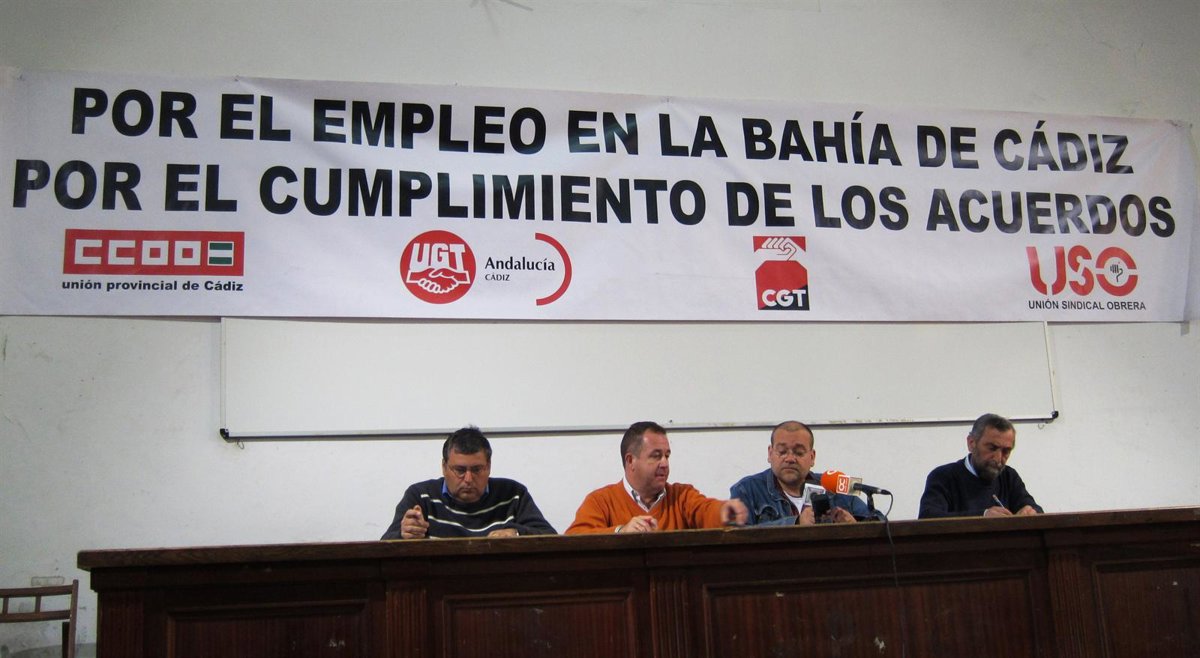 POR EL EMPLEO EN LA BAHÍA DE CÁDIZ
POR EL CUMPLIMIENTO DE LOS ACUERDOS
CCOO
unión provincial de Cádiz
UGT
Andalucía
CÁDIZ
CGT
USO
UNIÓN SINDICAL OBRERA